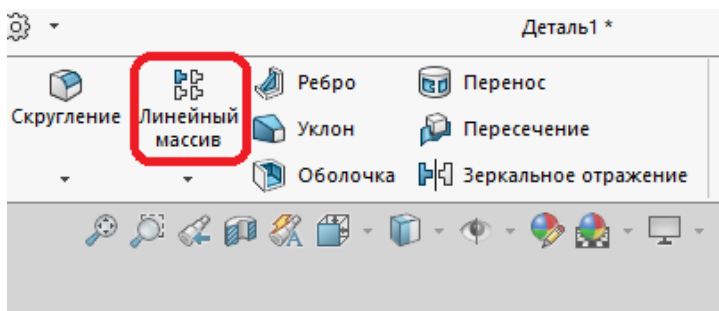 Деталь1 *
Скругление
Линейный
массив
Ребро
Уклон
Оболочка
Перенос
Пересечение
Зеркальное отражение